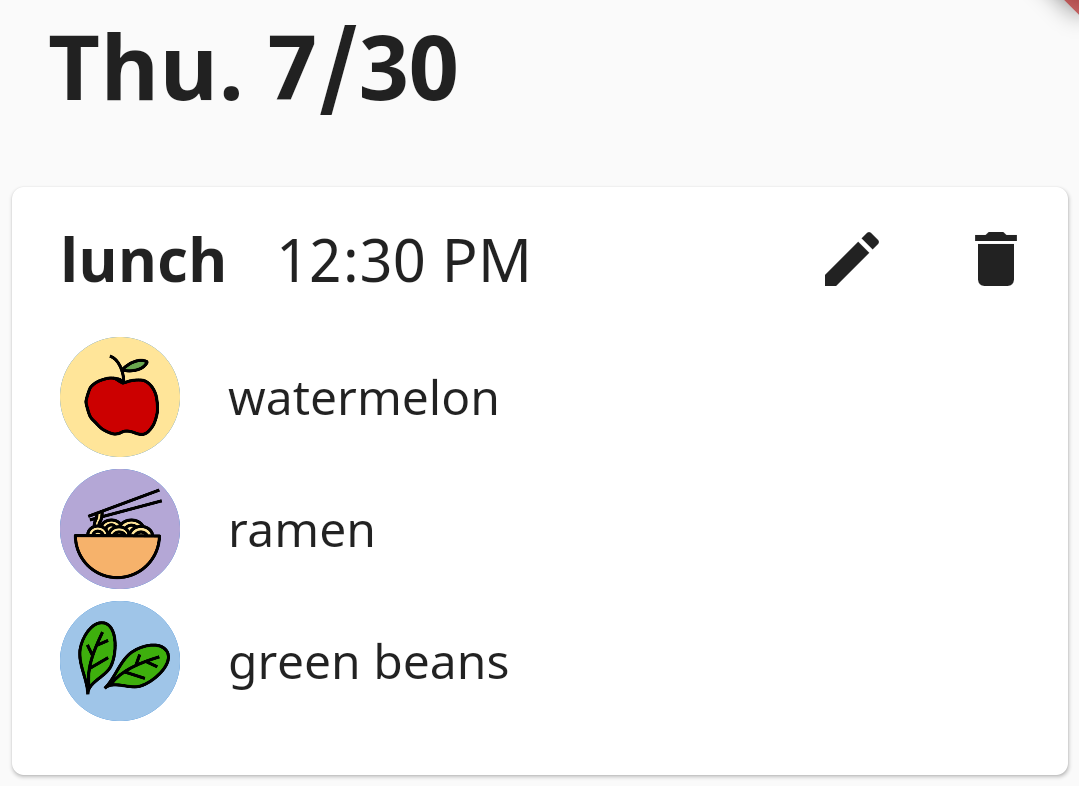 Thu. 7/30
lunch 12:30 PM
watermelon
ramen
green beans